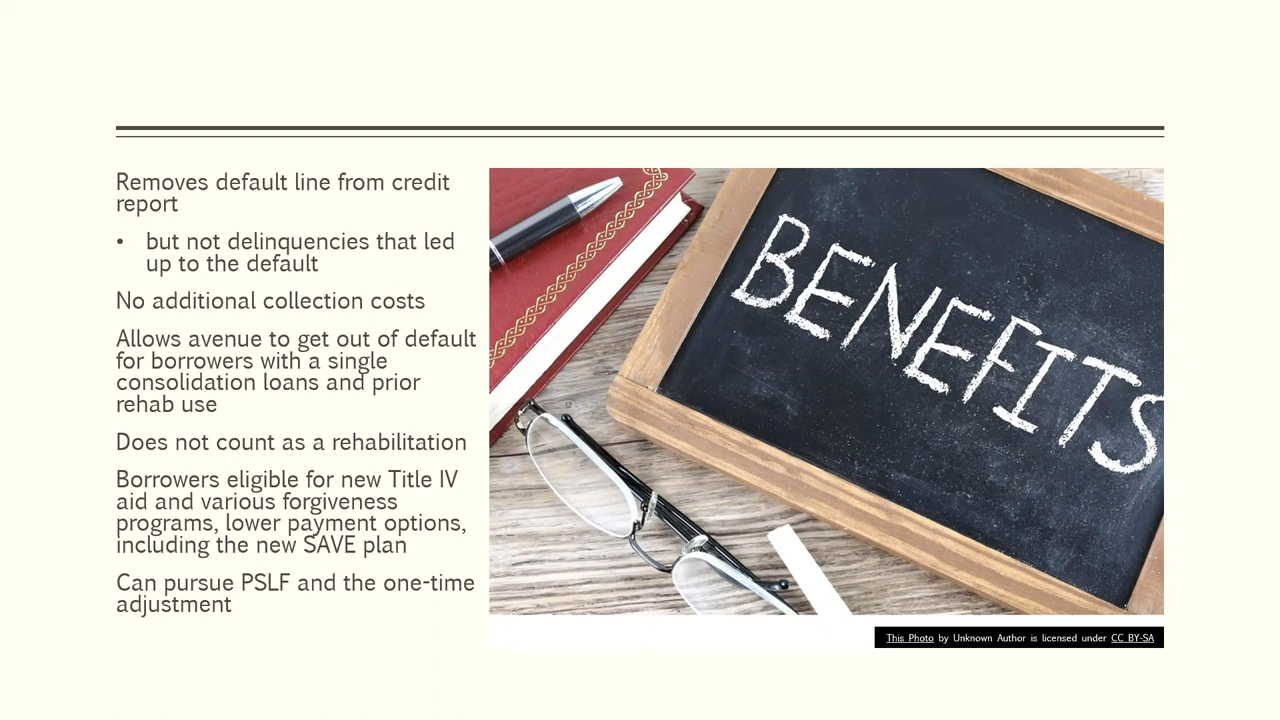 Removes default line from credit
report
• but not delinquencies that led
up to the default
No additional collection costs
Allows avenue to get out of default
for borrowers with a single
consolidation loans and prior
rehab use
Does not count as a rehabilitation
Borrowers eligible for new Title IV
aid and various forgiveness
programs, lower payment options,
including the new SAVE plan
Can pursue PSLF and the one-time
adjustment
BENEFITS
This Photo by Unknown Author is licensed under CC BY-SA